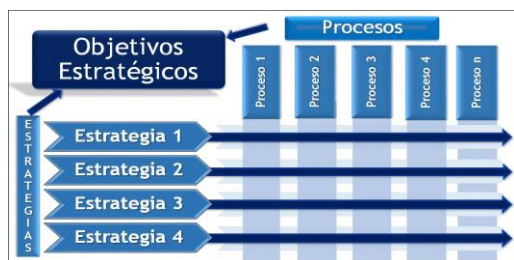 Procesos
Objetivos
Estratégicos
Proceso 1
Proceso 2
Proceso 3
Proceso 4
Proceso n
ESTRATEGIAS
Estrategia 1
Estrategia 2
Estrategia 3
Estrategia 4